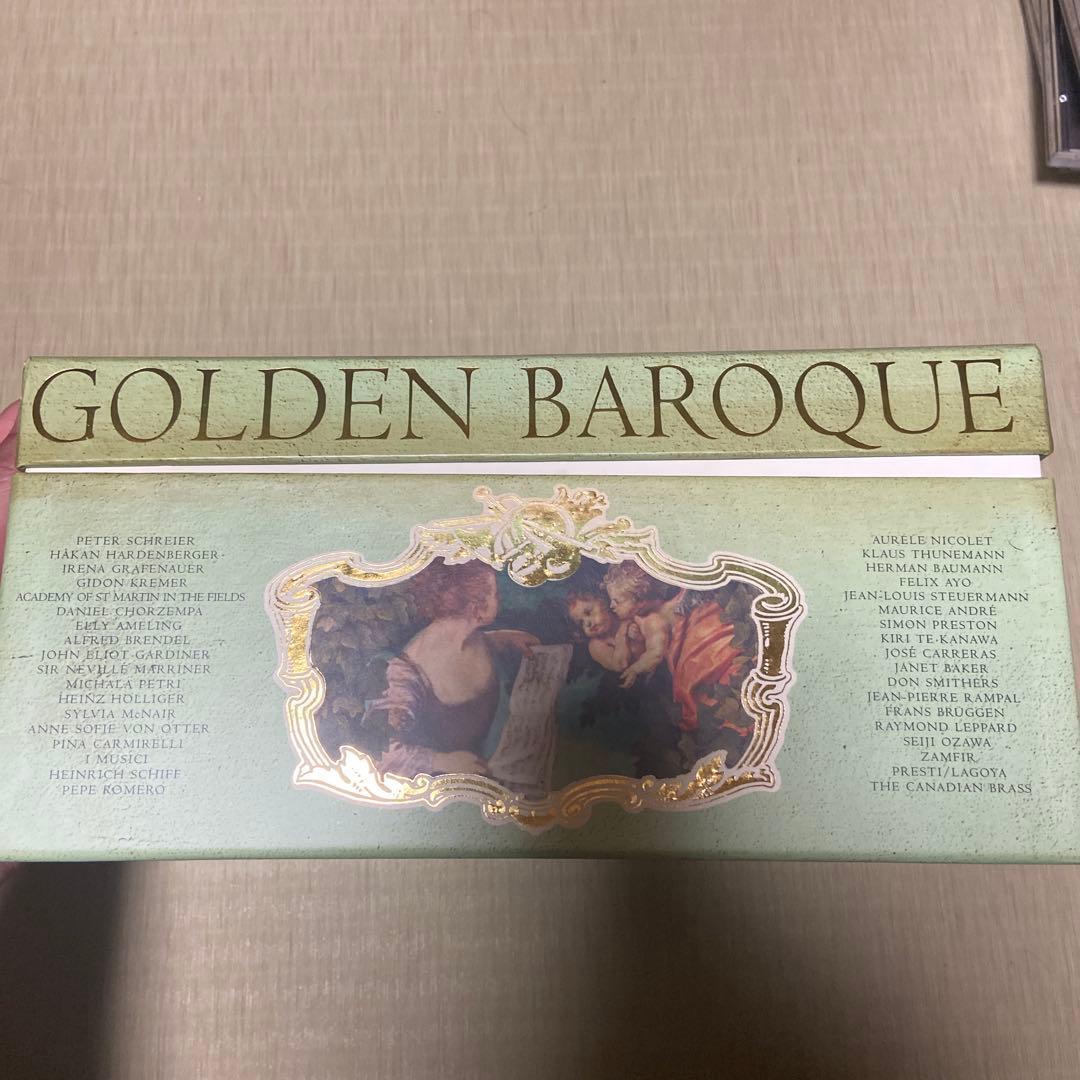 GOLDEN BAROQUE
PETER SCHREIER
HÅKAN HARDENBERGER
IRENA GRAFENAUER
GIDON KREMER
ACADEMY OF ST MARTIN IN THE FIELDS
DANIEL CHORZEMPA
ELLY AMELING
ALFRED BRENDEL
JOHN ELIOT GARDINER
SIR NEVILLE MARRINER
MICHALA PETRI
HEINZ HOLLIGER
SYLVIA McNAIR
ANNE SOFIE VON OTTER
PINA CARMIRELLI
I MUSICI
HEINRICH SCHIFF
PEPE ROMERO
AURÈLE NICOLET
KLAUS THUNEMANN
HERMAN BAUMANN
FELIX AYO
JEAN-LOUIS STEUERMANN
MAURICE ANDRÉ
SIMON PRESTON
KIRI TE-KANAWA
JOSÉ CARRERAS
JANET BAKER
DON SMITHERS
JEAN-PIERRE RAMPAL
FRANS BRÜGGEN
RAYMOND LEPPARD
SEIJI OZAWA
ZAMFIR
PRESTI/LAGOYA
THE CANADIAN BRASS